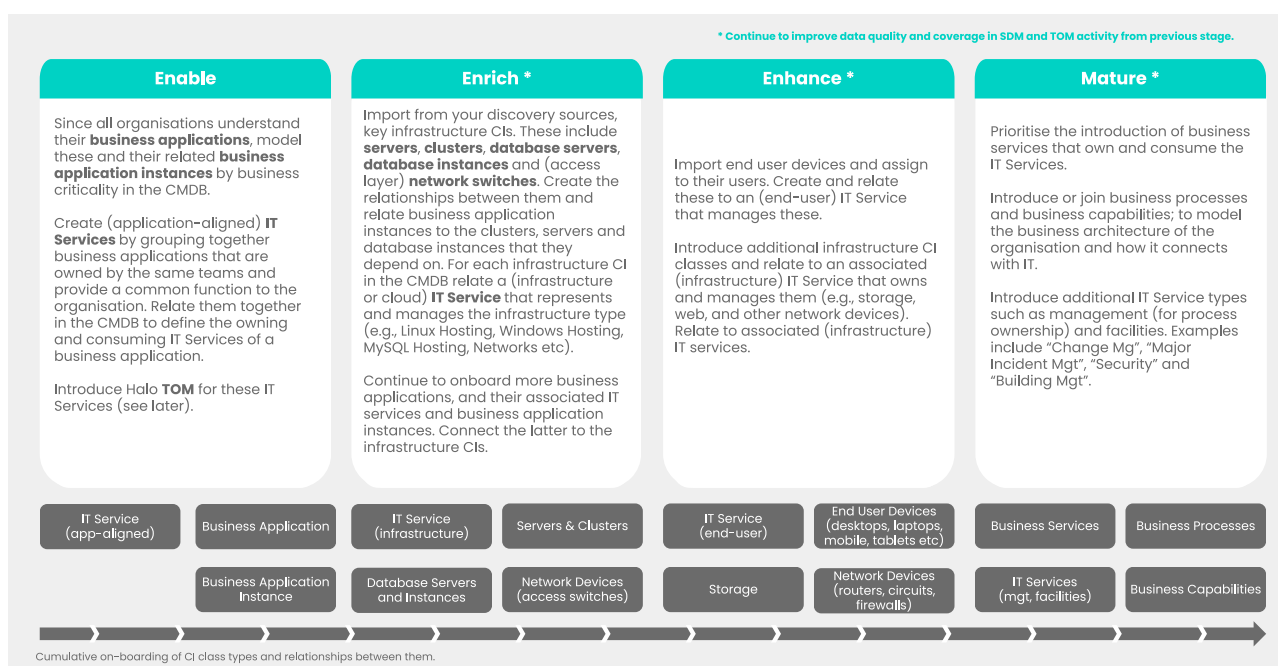 * Continue to improve data quality and coverage in SDM and TOM activity from previous stage.
Enable
Since all organisations understand
their business applications, model
these and their related business
application instances by business
criticality in the CMDB.
Create (application-aligned) IT
Services by grouping together
business applications that are
owned by the same teams and
provide a common function to the
organisation. Relate them together
in the CMDB to define the owning
and consuming IT Services of a
business application.
Introduce Halo TOM for these IT
Services (see later).
Enrich *
Import from your discovery sources,
key infrastructure CIs. These include
servers, clusters, database servers,
database instances and (access
layer) network switches. Create the
relationships between them and
relate business application
instances to the clusters, servers and
database instances that they
depend on. For each infrastructure CI
in the CMDB relate a (infrastructure
or cloud) IT Service that represents
and manages the infrastructure type
(e.g., Linux Hosting, Windows Hosting,
MySQL Hosting, Networks etc).
Continue to onboard more business
applications, and their associated IT
services and business application
instances. Connect the latter to the
infrastructure CIs.
Enhance *
Import end user devices and assign
to their users. Create and relate
these to an (end-user) IT Service
that manages these.
Introduce additional infrastructure CI
classes and relate to an associated
(infrastructure) IT Service that owns
and manages them (e.g., storage,
web, and other network devices).
Relate to associated (infrastructure)
IT services.
Mature *
Prioritise the introduction of business
services that own and consume the
IT Services.
Introduce or join business processes
and business capabilities; to model
the business architecture of the
organisation and how it connects
with IT.
Introduce additional IT Service types
such as management (for process
ownership) and facilities. Examples
include “Change Mg”, “Major
Incident Mgt”, “Security” and
“Building Mgt”.
IT Service
(app-aligned)
Business Application
IT Service
(infrastructure)
Servers & Clusters
IT Service
(end-user)
End User Devices
(desktops, laptops,
mobile, tablets etc)
Business Services
Business Processes
Business Application
Instance
Database Servers
and Instances
Network Devices
(access switches)
Storage
Network Devices
(routers, circuits,
firewalls)
IT Services
(mgt, facilities)
Business Capabilities
Cumulative on-boarding of CI class types and relationships between them.